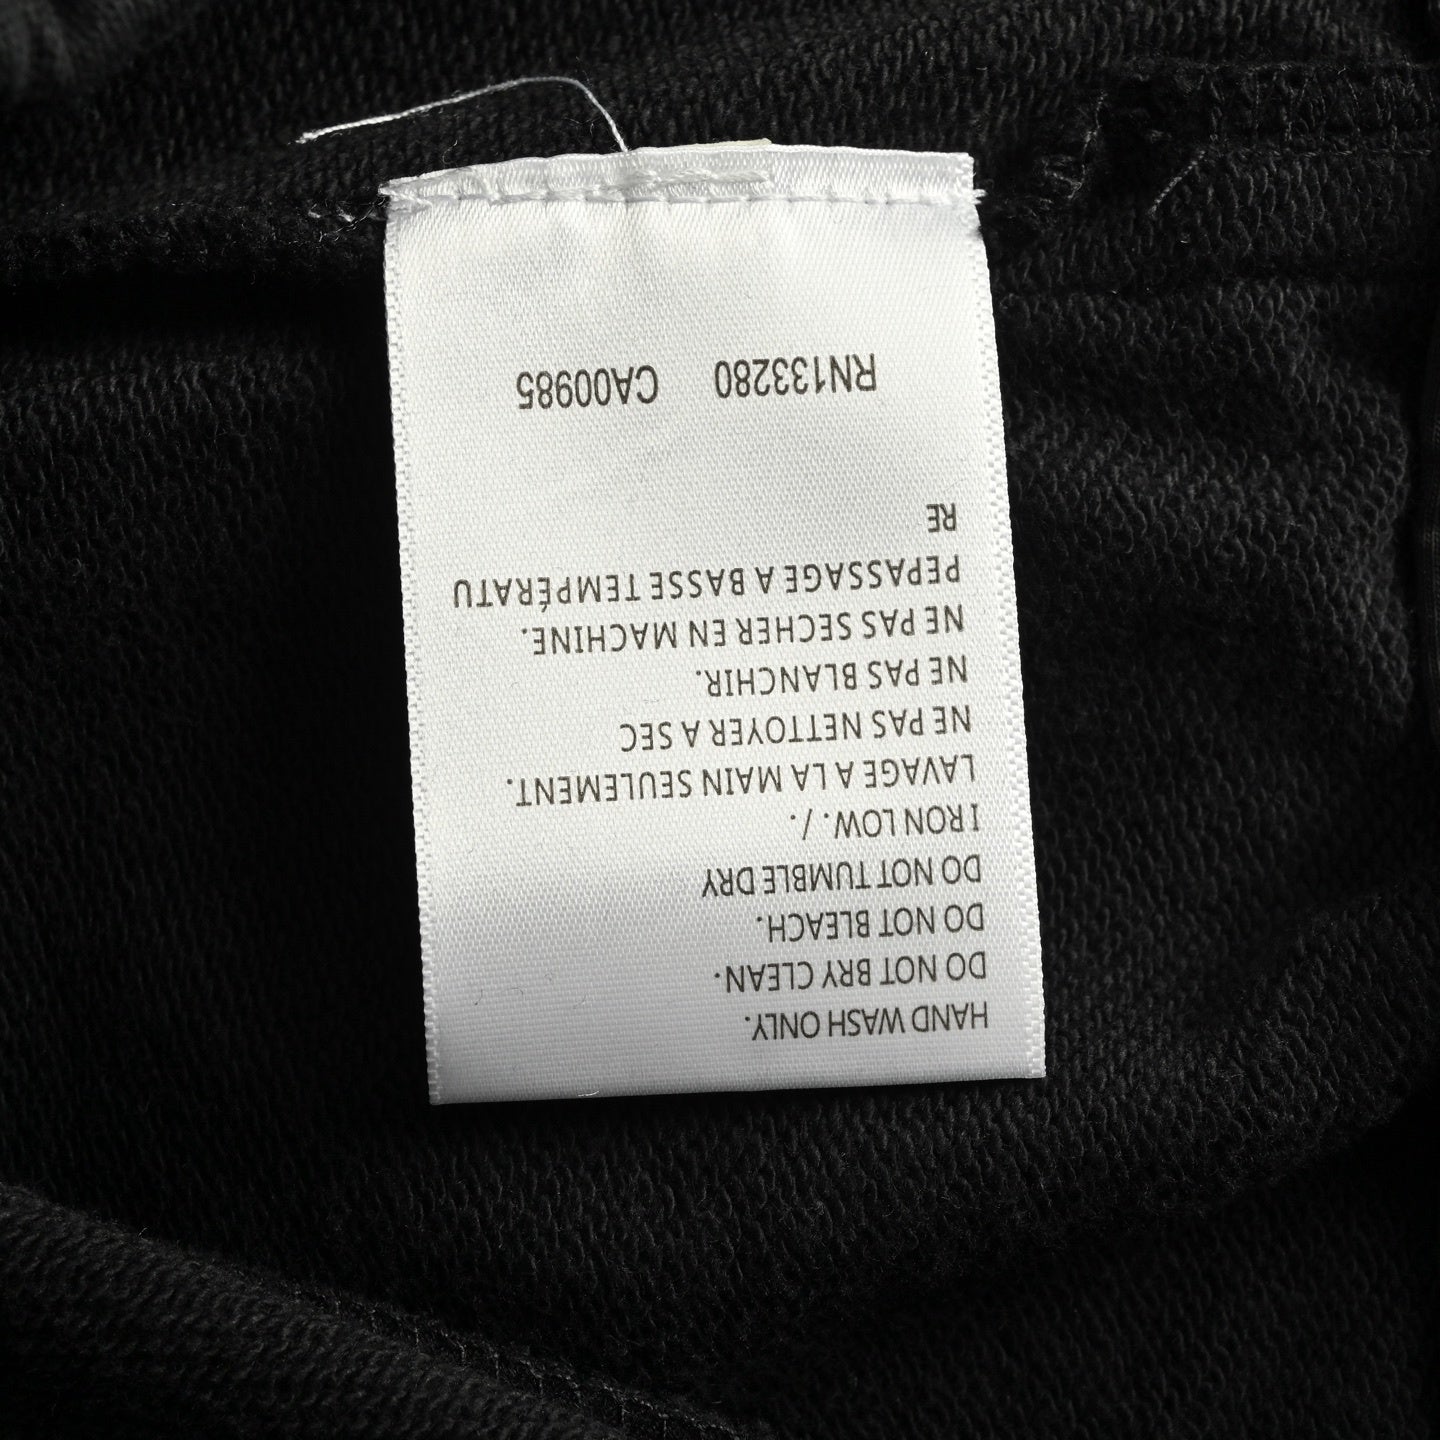 HAND WASH ONLY.
DO NOT BRY CLEAN.
DO NOT BLEACH.
DO NOT TUMBLE DRY
I RON LOW. /.
LAVAGE A LA MAIN SEULEMENT.
NE PAS NETTOYER A SEC
NE PAS BLANCHIR.
NE PAS SECHER EN MACHINE.
PEPASSAGE A BASSE TEMPÉRATU
RE
RN133280 CA00985